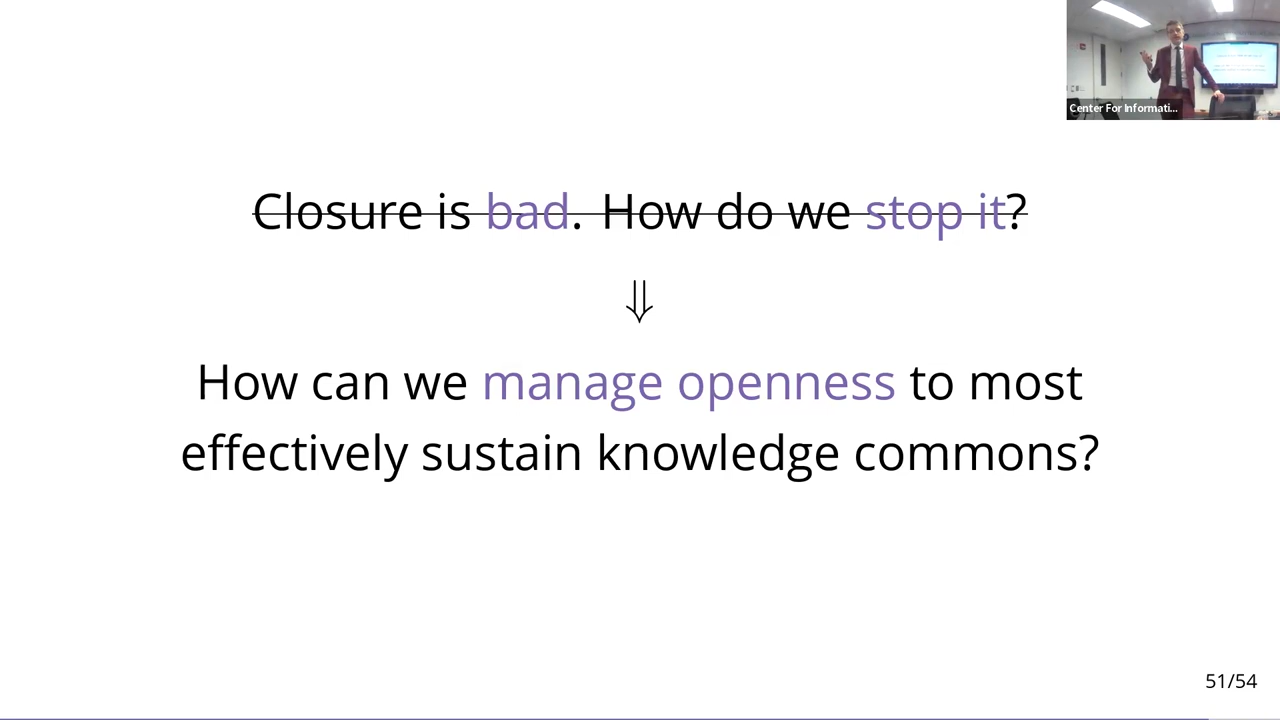 Center For Informati...
Closure is bad. How do we stop it?
⇓
How can we manage openness to most
effectively sustain knowledge commons?
51/54